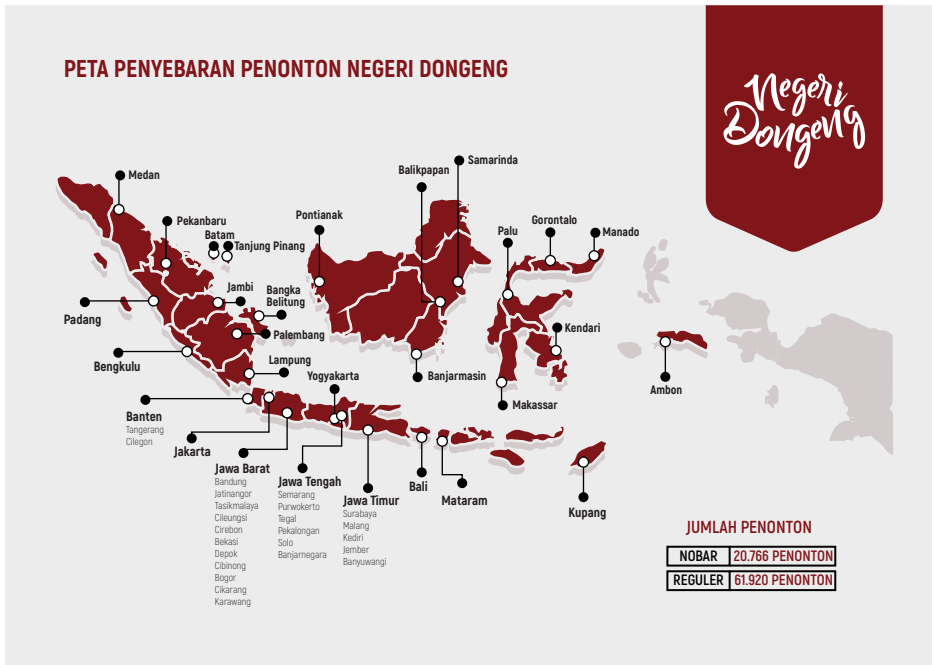 PETA PENYEBARAN PENONTON NEGERI DONGENG
Negeri
Dongeng
Medan
Pekanbaru
Batam
Tanjung Pinang
Jambi
Bangka
Belitung
Padang
Palembang
Bengkulu
Lampung
Pontianak
Balikpapan
Samarinda
Banjarmasin
Palu
Gorontalo
Manado
Kendari
Makassar
Ambon
Yogyakarta
Banten
Tangerang
Cilegon
Jakarta
Jawa Barat
Bandung
Jatinangor
Tasikmalaya
Cileungsi
Cirebon
Bekasi
Depok
Cibinong
Bogor
Cikarang
Karawang
Jawa Tengah
Semarang
Purwokerto
Tegal
Pekalongan
Solo
Banjarnegara
Jawa Timur
Surabaya
Malang
Kediri
Jember
Banyuwangi
Bali
Mataram
Kupang
JUMLAH PENONTON
NOBAR 20.766 PENONTON
REGULER 61.920 PENONTON